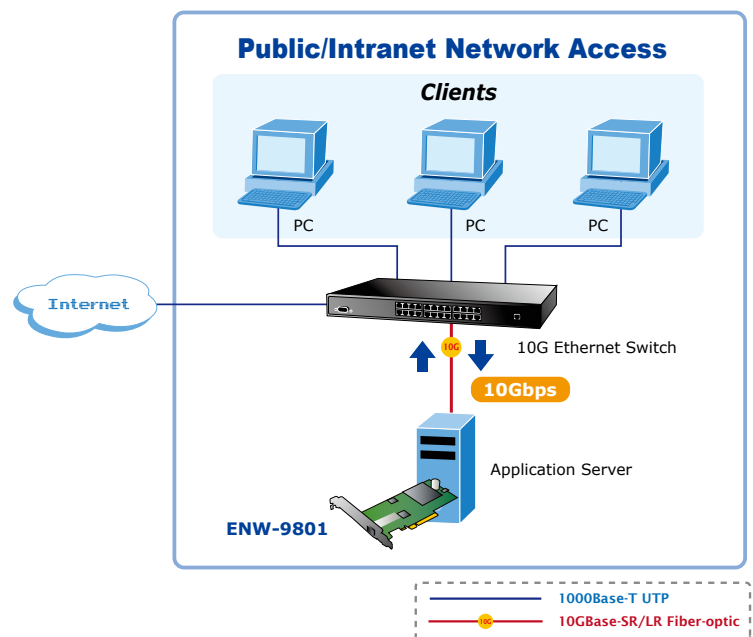 Public/Intranet Network Access
Clients
PC
PC
PC
Internet
10G
10G Ethernet Switch
10Gbps
Application Server
ENW-9801
1000Base-T UTP
10G
10GBase-SR/LR Fiber-optic